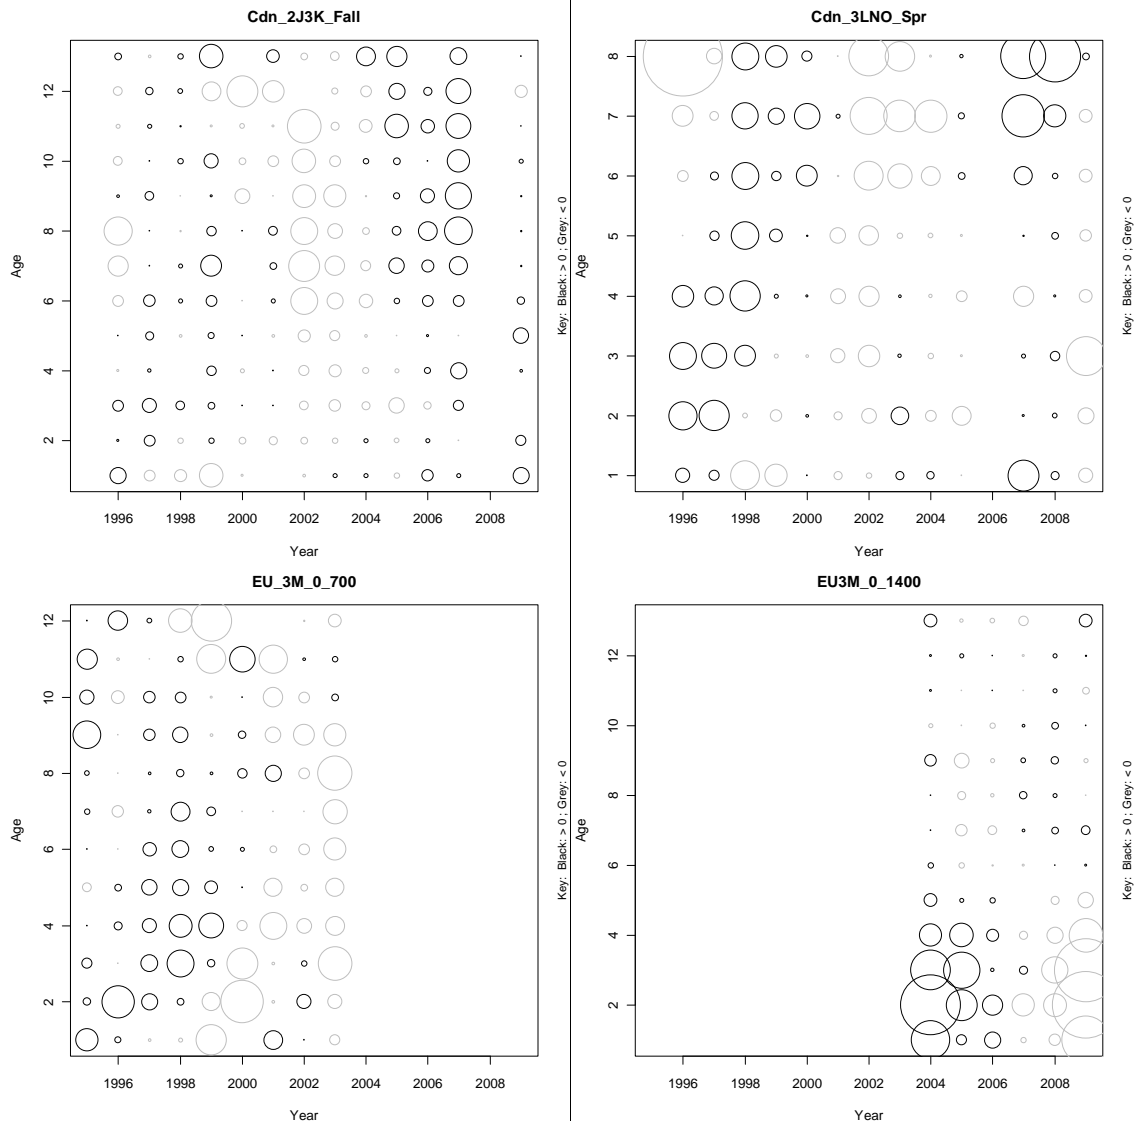 Cdn_2J3K_Fall
12
10
8
6
4
2
Age
1996 1998 2000 2002 2004 2006 2008
Year
Key: Black: > 0 ; Grey: < 0
Cdn_3LNO_Spr
8
7
6
5
4
3
2
1
Age
1996 1998 2000 2002 2004 2006 2008
Year
Key: Black: > 0 ; Grey: < 0
EU_3M_0_700
12
10
8
6
4
2
Age
1996 1998 2000 2002 2004 2006 2008
Year
Key: Black: > 0 ; Grey: < 0
EU3M_0_1400
12
10
8
6
4
2
Age
1996 1998 2000 2002 2004 2006 2008
Year
Key: Black: > 0 ; Grey: < 0